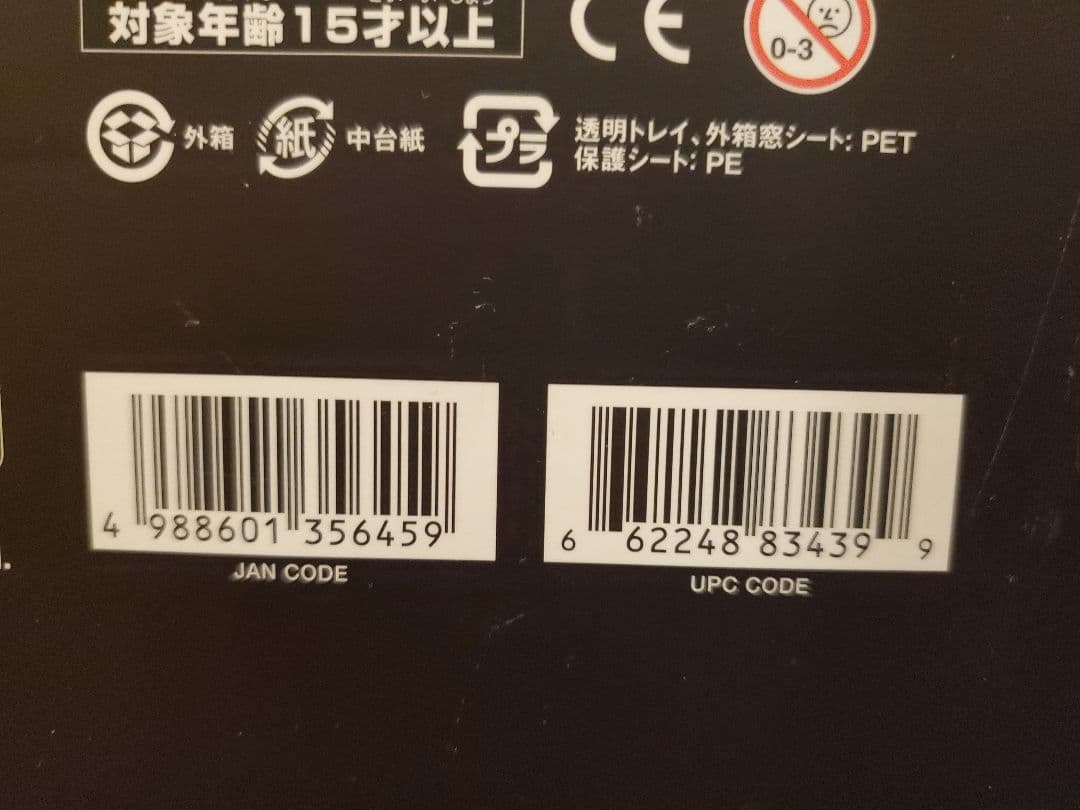 対象年齢15才以上
CE
0-3
外箱
紙 中台紙
プラ 透明トレイ、外箱窓シート: PET
保護シート: PE
4 988601 356459
JAN CODE
6 62248 83439 9
UPC CODE